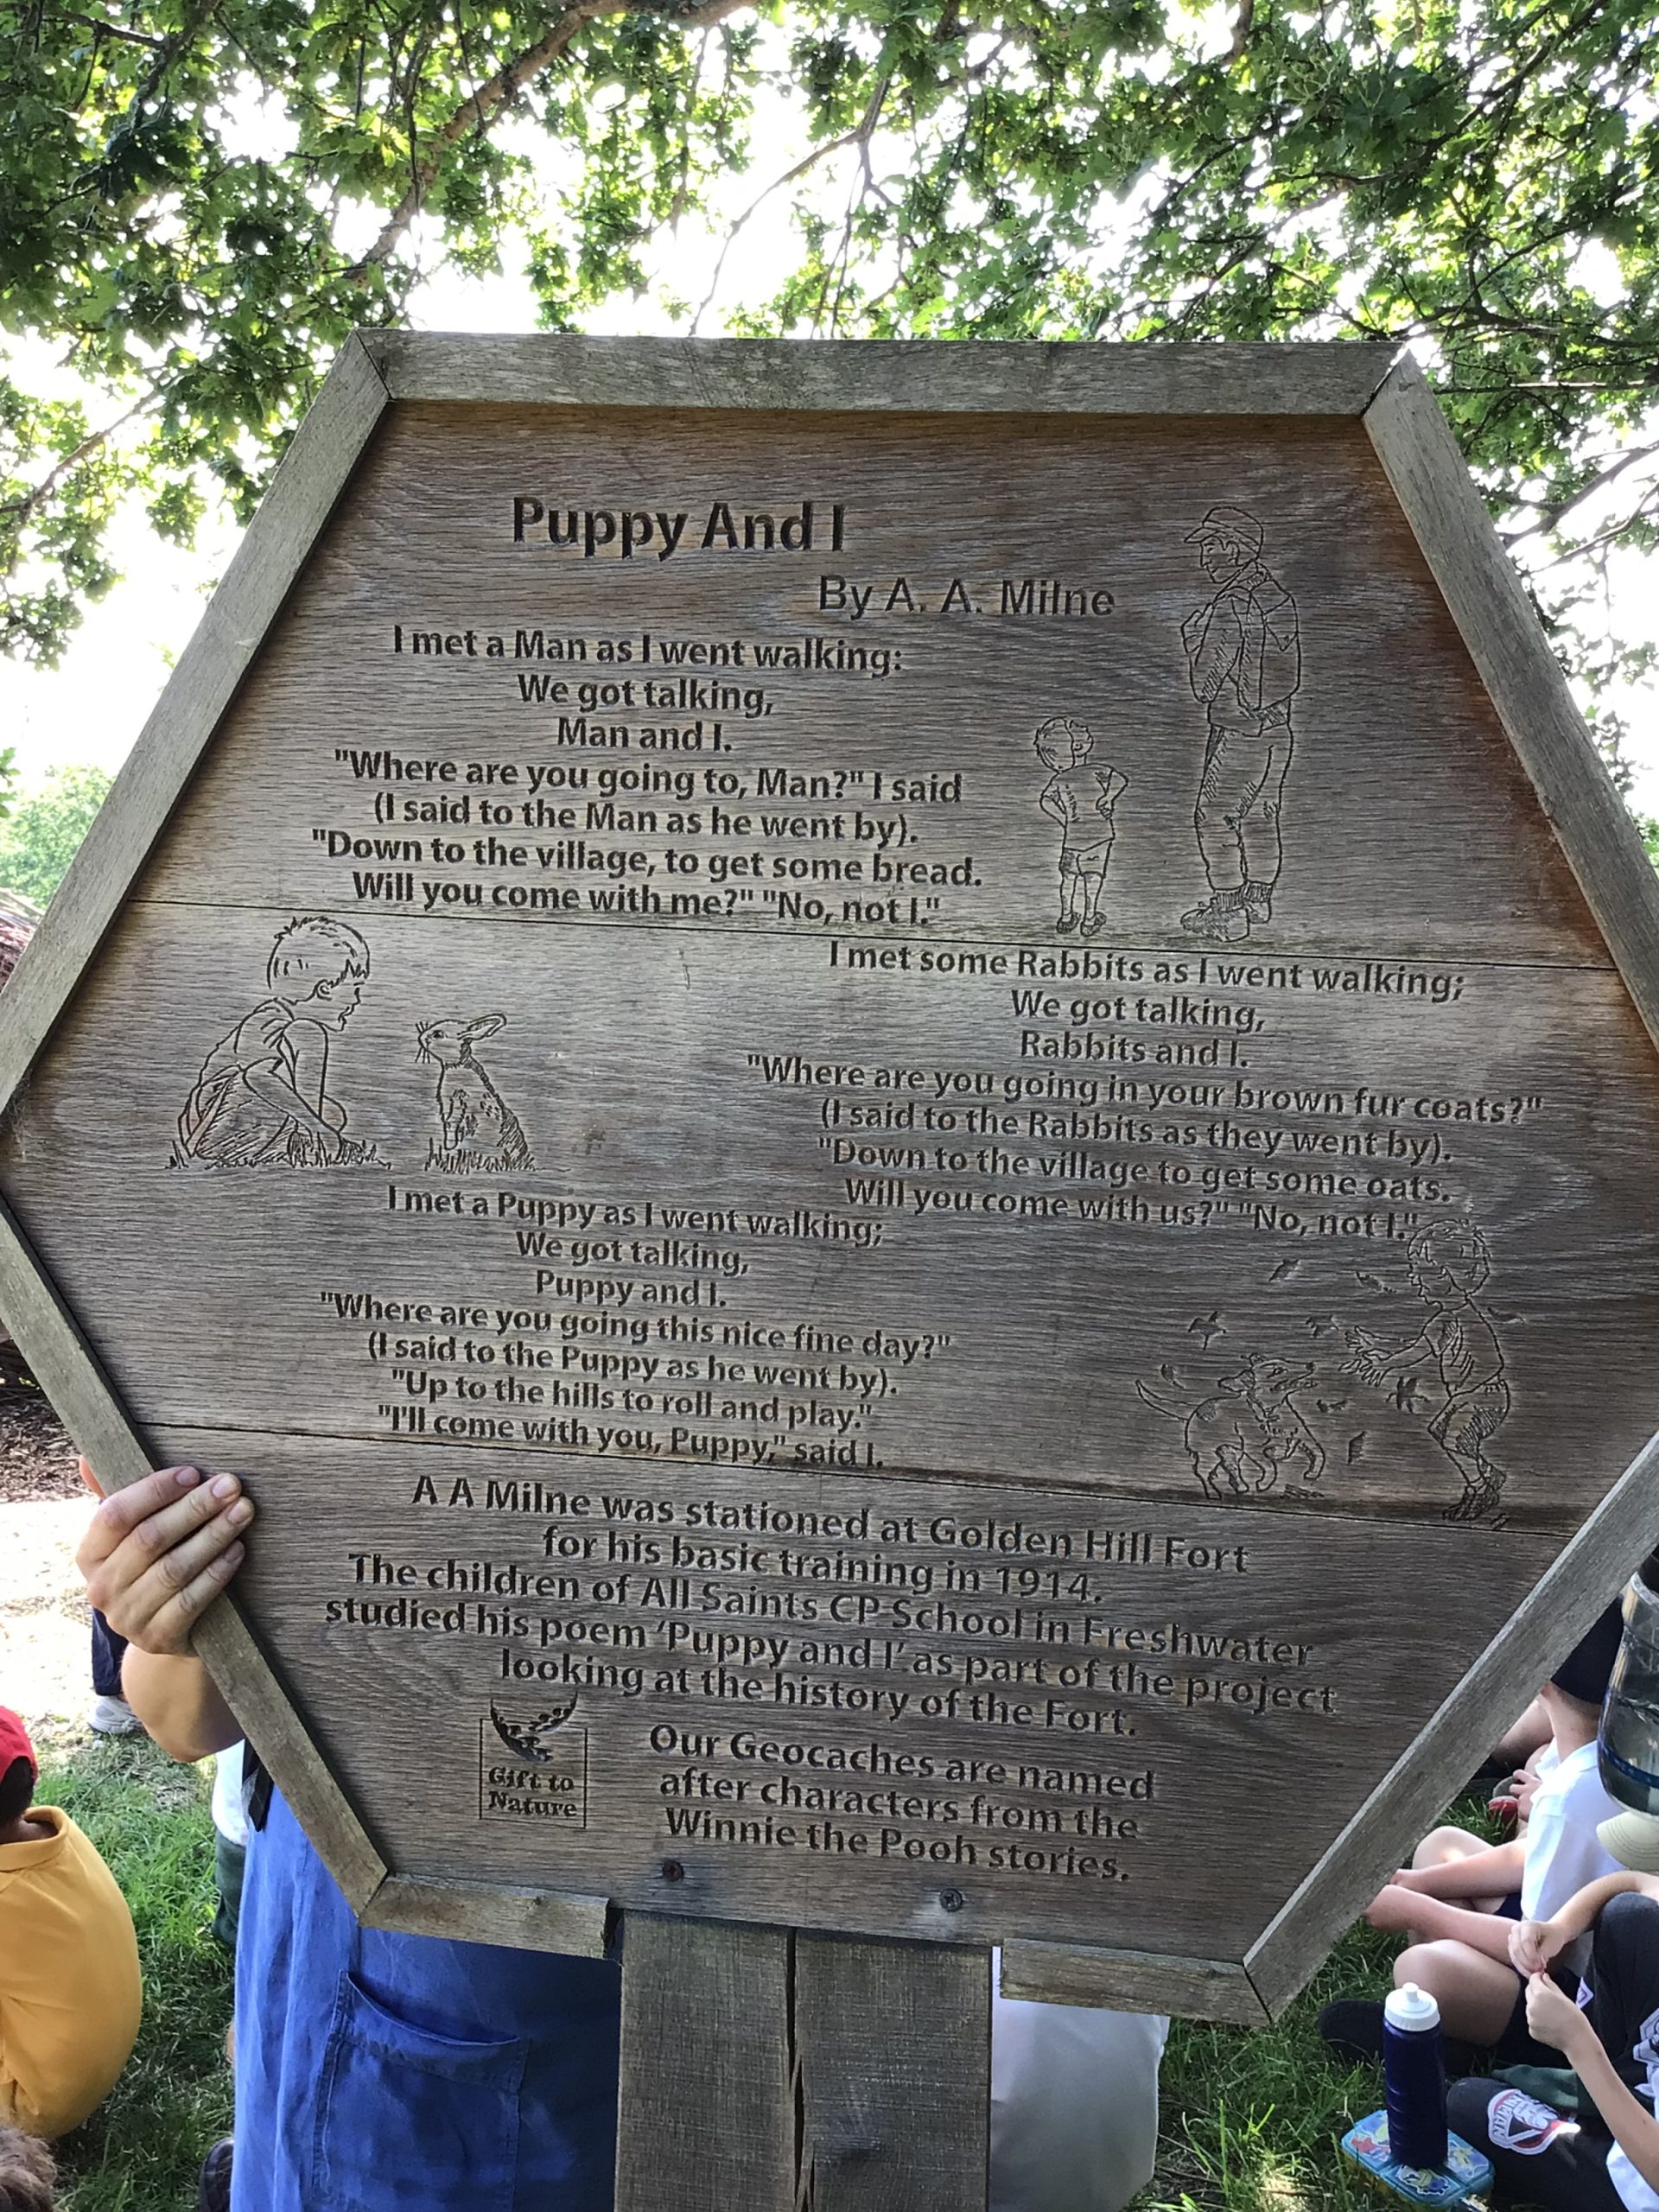 Puppy And I
By A. A. Milne
I met a Man as I went walking:
We got talking,
Man and I.
"Where are you going to, Man?" I said
(I said to the Man as he went by).
"Down to the village, to get some bread.
Will you come with me?" "No, not I."
I met some Rabbits as I went walking;
We got talking,
Rabbits and I.
"Where are you going in your brown fur coats?"
(I said to the Rabbits as they went by).
"Down to the village to get some oats.
Will you come with us?" "No, not I."
I met a Puppy as I went walking;
We got talking,
Puppy and I.
"Where are you going this nice fine day?"
(I said to the Puppy as he went by).
"Up to the hills to roll and play."
"I'll come with you, Puppy," said I.
A A Milne was stationed at Golden Hill Fort
for his basic training in 1914.
The children of All Saints CP School in Freshwater
studied his poem ‘Puppy and I’ as part of the project
looking at the history of the Fort.
Gift to
Nature
Our Geocaches are named
after characters from the
Winnie the Pooh stories.